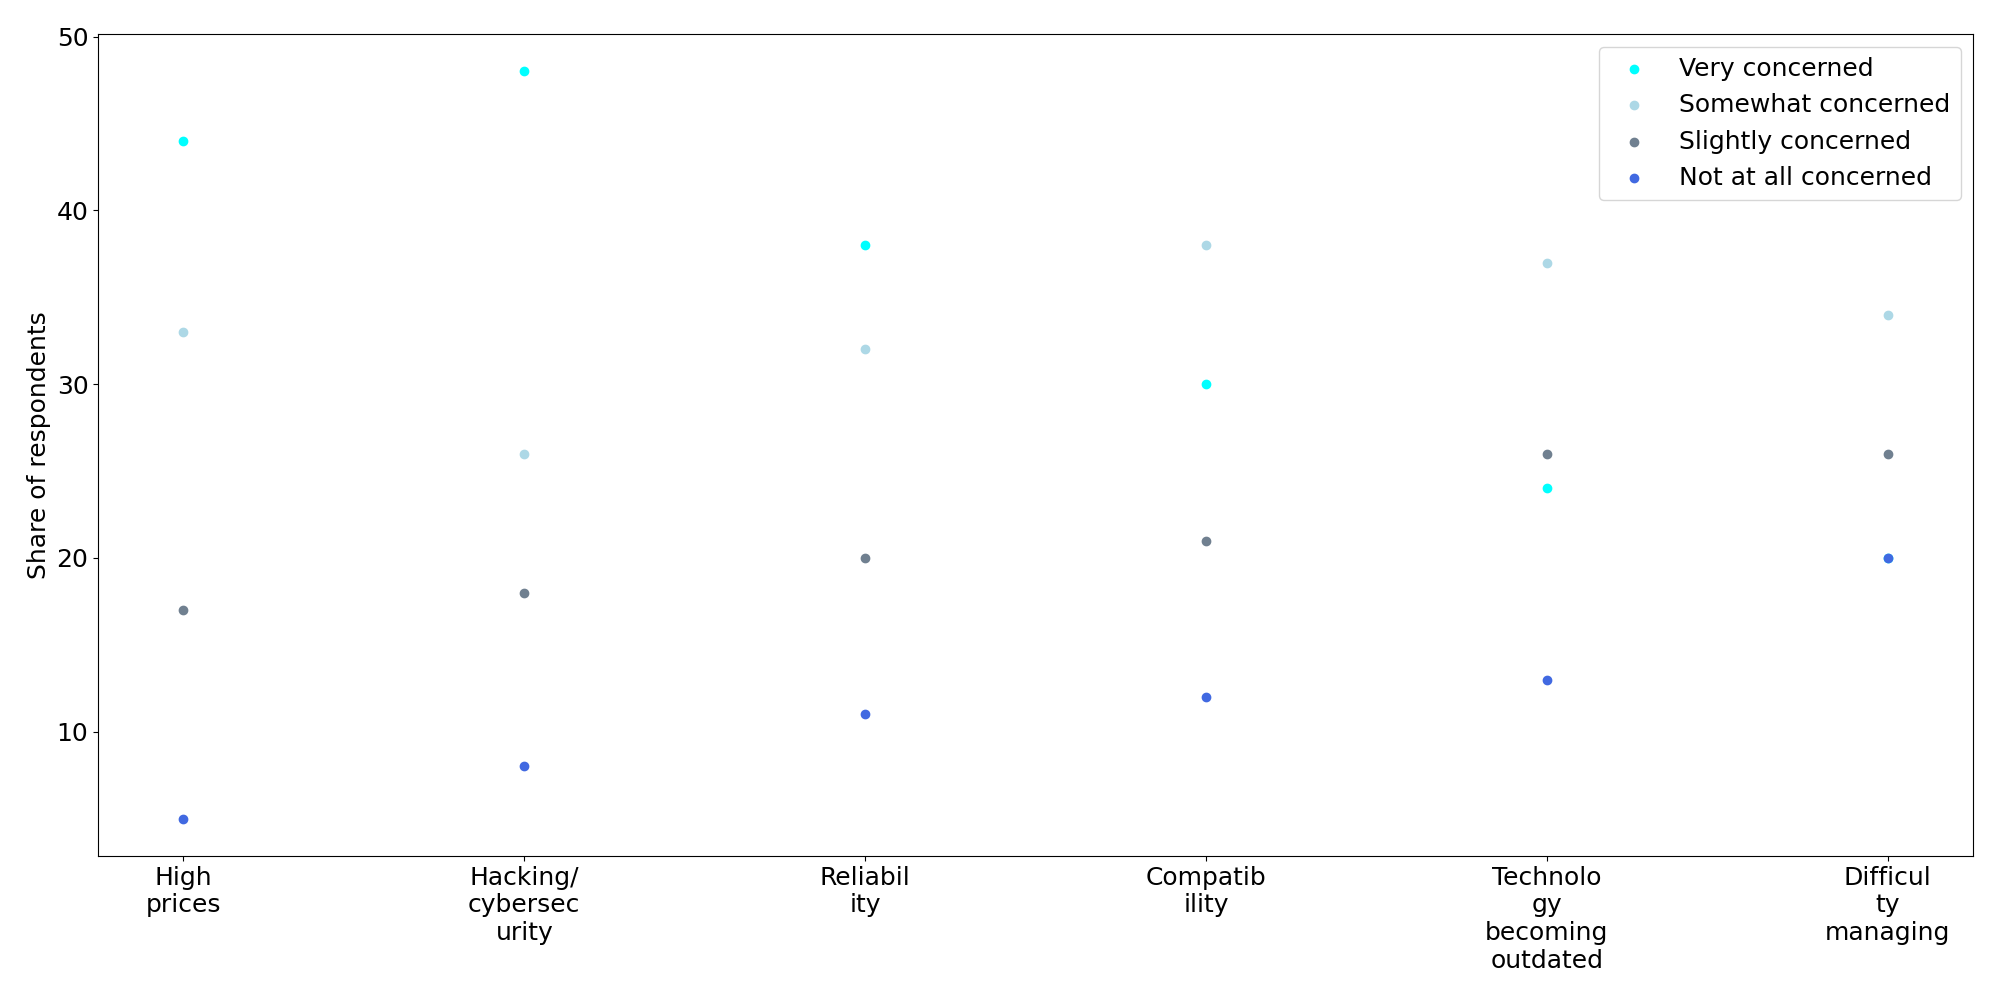 50
40
30
20
10
Share of respondents
Very concerned
Somewhat concerned
Slightly concerned
Not at all concerned
High
prices
Hacking/
cybersec
urity
Reliabil
ity
Compatib
ility
Technolo
gy
becoming
outdated
Difficul
ty
managing